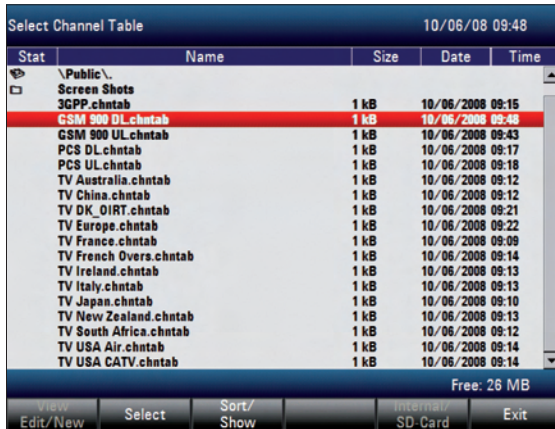 Select Channel Table 10/06/08 09:48
Stat Name Size Date Time
\Public\.
Screen Shots
3GPP.chntab 1 kB 10/06/2008 09:15
GSM 900 DL.chntab 1 kB 10/06/2008 09:48
GSM 900 UL.chntab 1 kB 10/06/2008 09:43
PCS DL.chntab 1 kB 10/06/2008 09:17
PCS UL.chntab 1 kB 10/06/2008 09:18
TV Australia.chntab 1 kB 10/06/2008 09:12
TV China.chntab 1 kB 10/06/2008 09:12
TV DK_OIRT.chntab 1 kB 10/06/2008 09:21
TV Europe.chntab 1 kB 10/06/2008 09:22
TV France.chntab 1 kB 10/06/2008 09:09
TV French Overs.chntab 1 kB 10/06/2008 09:14
TV Ireland.chntab 1 kB 10/06/2008 09:13
TV Italy.chntab 1 kB 10/06/2008 09:13
TV Japan.chntab 1 kB 10/06/2008 09:10
TV New Zealand.chntab 1 kB 10/06/2008 09:13
TV South Africa.chntab 1 kB 10/06/2008 09:12
TV USA Air.chntab 1 kB 10/06/2008 09:14
TV USA CATV.chntab 1 kB 10/06/2008 09:14
Free: 26 MB
View Sort/ Internal/
Edit/New Select Show SD-Card Exit